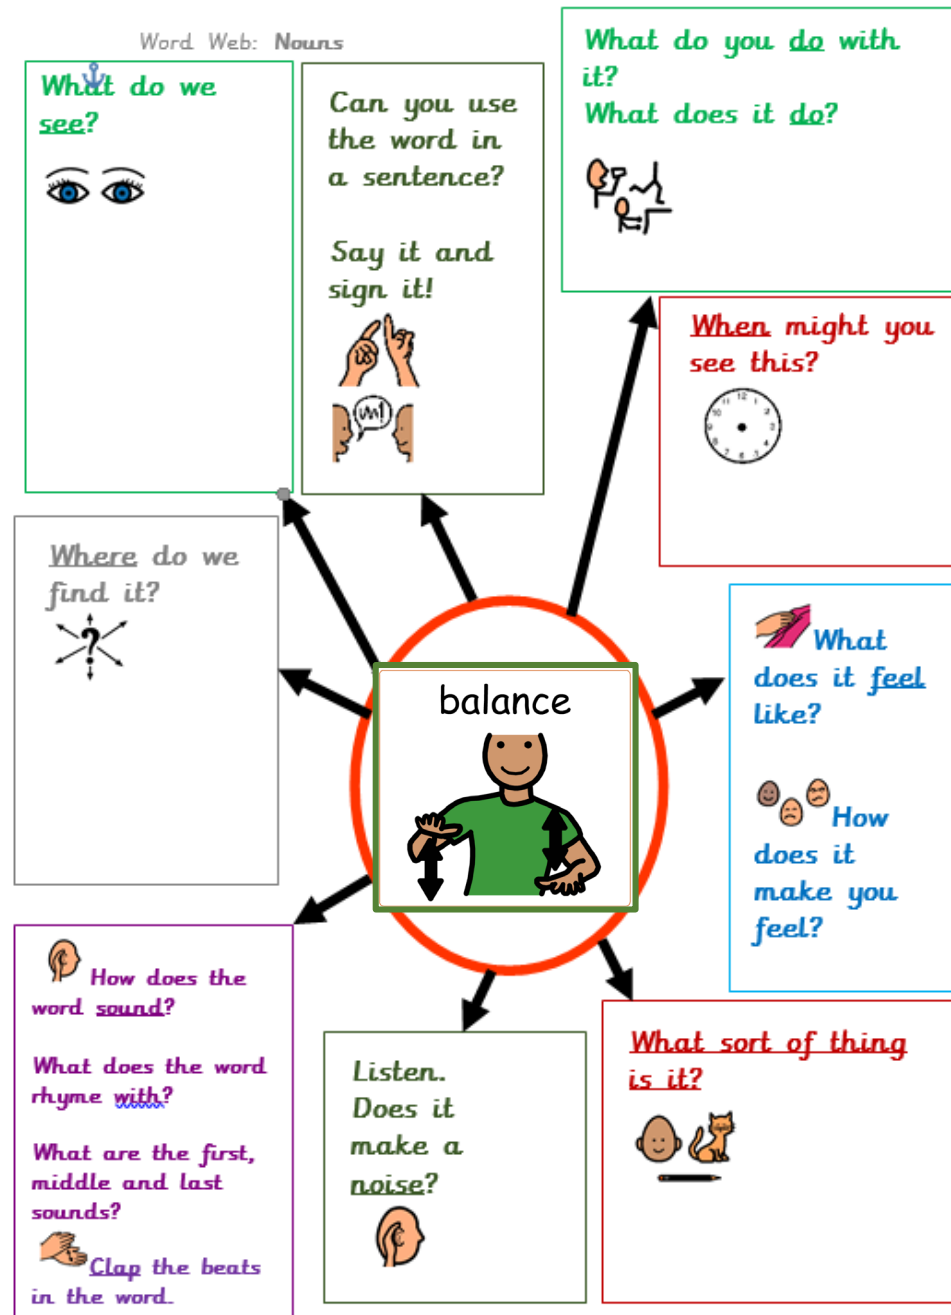 Word Web: Nouns
What do we
see?
Can you use
the word in
a sentence?
Say it and
sign it!
What do you do with
it?
What does it do?
When might you
see this?
Where do we
find it?
balance
What
does it feel
like?
How
does it
make you
feel?
How does the
word sound?
What does the word
rhyme with?
What are the first,
middle and last
sounds?
Clap the beats
in the word.
Listen.
Does it
make a
noise?
What sort of thing
is it?